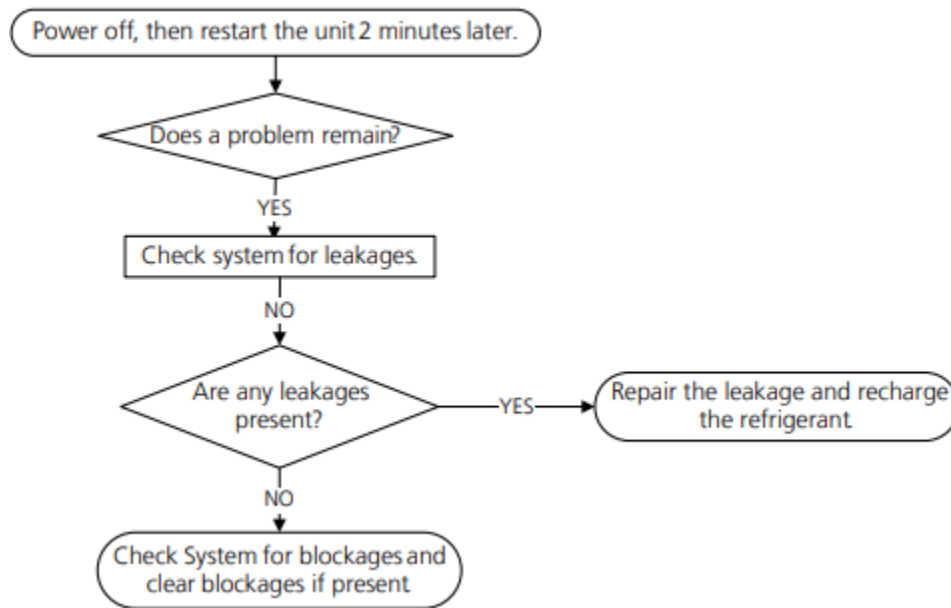 Power off, then restart the unit 2 minutes later.
Does a problem remain?
YES
Check system for leakages.
NO
Are any leakages
present?
YES
Repair the leakage and recharge
the refrigerant.
NO
Check System for blockages and
clear blockages if present